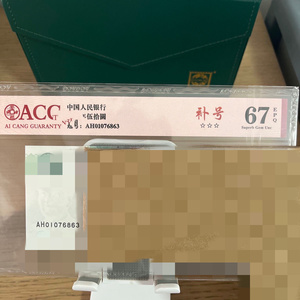 ACC
AI CANG GUARANTY
中国人民银行
伍拾圆
: AH01076863
补号
☆☆☆
67
EPQ
Superb Gem Unc
AH01076863